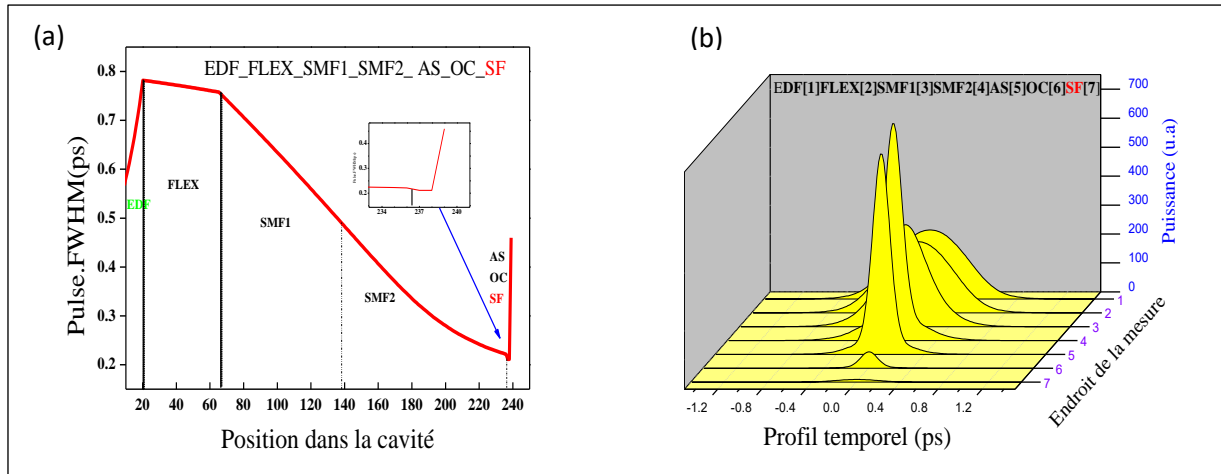 (a)
EDF_FLEX_SMF1_SMF2_ AS_OC_SF
Pulse.FWHM(ps)
0.8
0.7
0.6
0.5
0.4
0.3
0.2
EDF
FLEX
SMF1
SMF2
AS
OC
SF
0.4
0.3
0.2
234
237
240
20 40 60 80 100 120 140 160 180 200 220 240
Position dans la cavité
(b)
EDF[1]FLEX[2]SMF1[3]SMF2[4]AS[5]OC[6]SF[7]
700
600
500
400
300
200
100
0
Puissance (u.a)
1
2
3
4
5
6
7
Endroit de la mesure
-1.2 -0.8 -0.4 0.0 0.4 0.8 1.2
Profil temporel (ps)